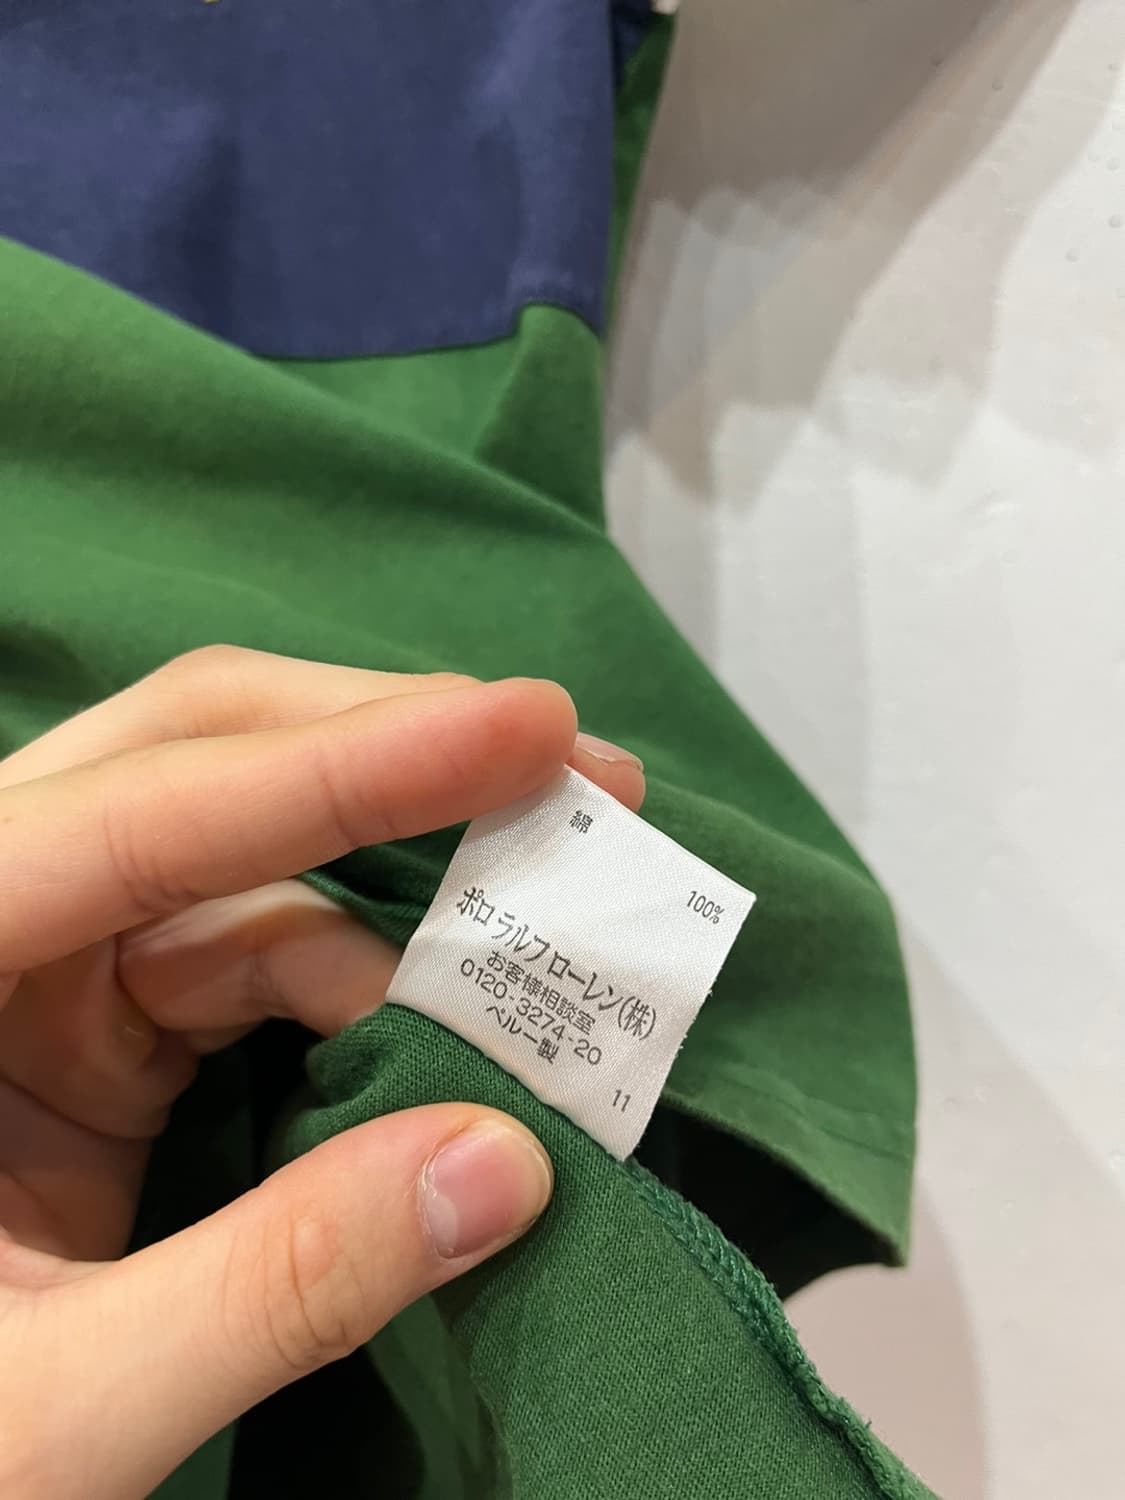 綿 100%
ポロ ラルフ ローレン(株)
お客様相談室
0120-3274-20
ペルー製
11